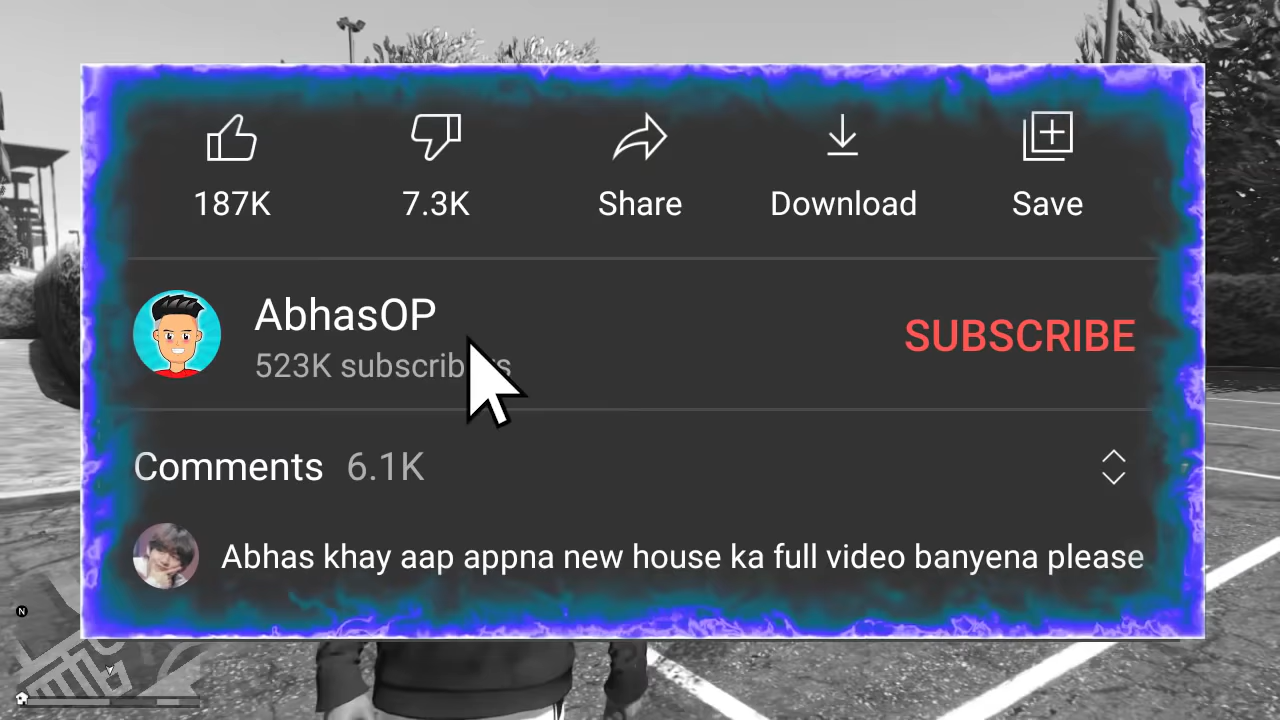 187K
7.3K
Share
Download
Save
AbhasOP
523K subscribers
SUBSCRIBE
Comments 6.1K
Abhas khay aap appna new house ka full video banyena please
N